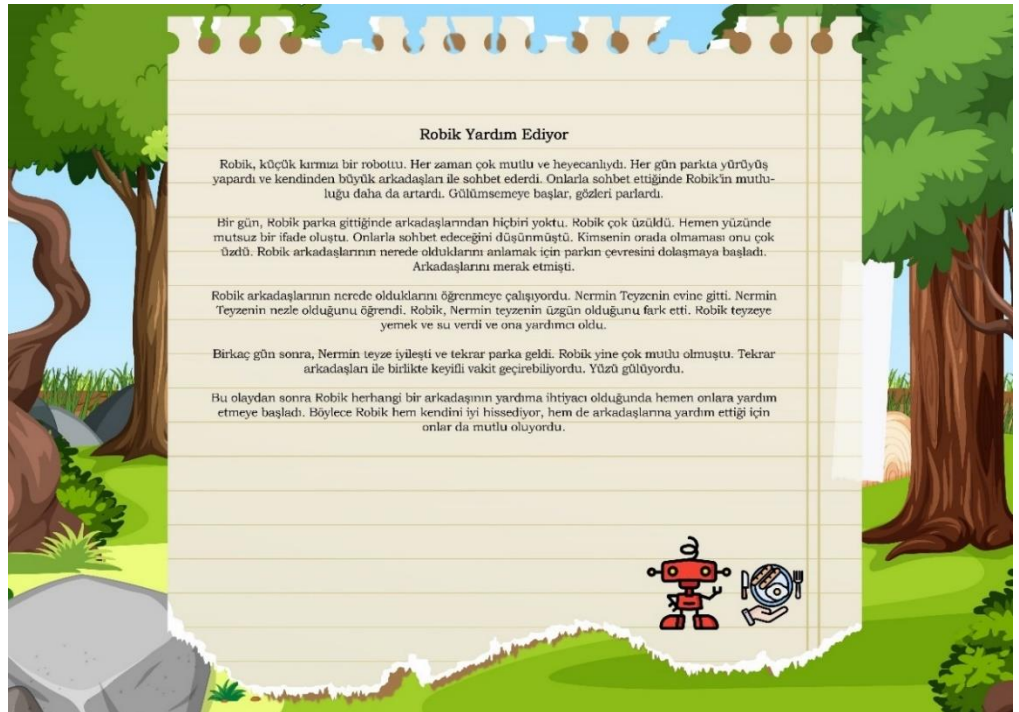 Robik Yardım Ediyor
Robik, küçük kırmızı bir robottu. Her zaman çok mutlu ve heyecanlıydı. Her gün parkta yürüyüş
yapardı ve kendinden büyük arkadaşları ile sohbet ederdi. Onlarla sohbet ettiğinde Robik'in mutlu-
luğu daha da artardı. Gülümsemeye başlar, gözleri parlardı.
Bir gün, Robik parka gittiğinde arkadaşlarından hiçbiri yoktu. Robik çok üzüldü. Hemen yüzünde
mutsuz bir ifade oluştu. Onlarla sohbet edeceğini düşünmüştü. Kimsenin orada olmaması onu çok
üzdü. Robik arkadaşlarının nerede olduklarını anlamak için parkın çevresini dolaşmaya başladı.
Arkadaşlarını merak etmişti.
Robik arkadaşlarının nerede olduklarını öğrenmeye çalışıyordu. Nermin Teyzenin evine gitti. Nermin
Teyzenin nezle olduğunu öğrendi. Robik, Nermin teyzenin üzgün olduğunu fark etti. Robik teyzeye
yemek ve su verdi ve ona yardımcı oldu.
Birkaç gün sonra, Nermin teyze iyileşti ve tekrar parka geldi. Robik yine çok mutlu olmuştu. Tekrar
arkadaşları ile birlikte keyifli vakit geçirebiliyordu. Yüzü gülüyordu.
Bu olaydan sonra Robik herhangi bir arkadaşının yardıma ihtiyacı olduğunda hemen onlara yardım
etmeye başladı. Böylece Robik hem kendini iyi hissediyor, hem de arkadaşlarına yardım ettiği için
onlar da mutlu oluyordu.